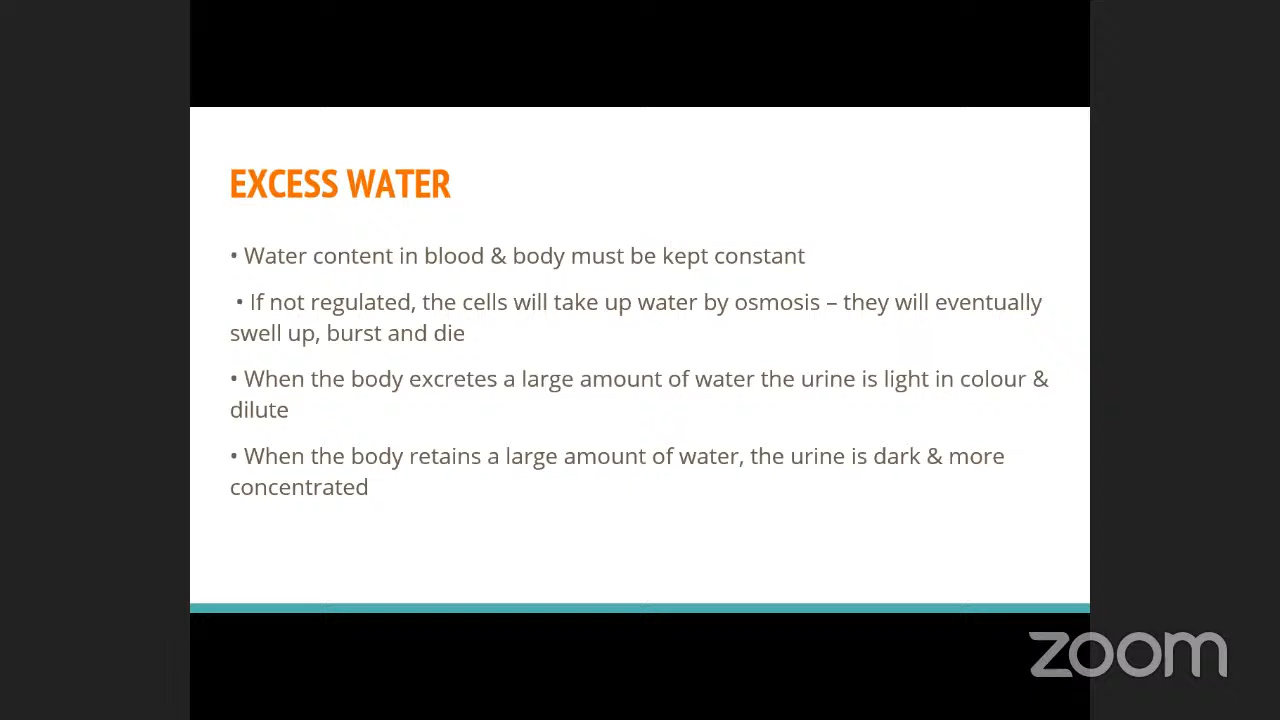 EXCESS WATER
• Water content in blood & body must be kept constant
• If not regulated, the cells will take up water by osmosis – they will eventually
swell up, burst and die
• When the body excretes a large amount of water the urine is light in colour &
dilute
• When the body retains a large amount of water, the urine is dark & more
concentrated
zoom